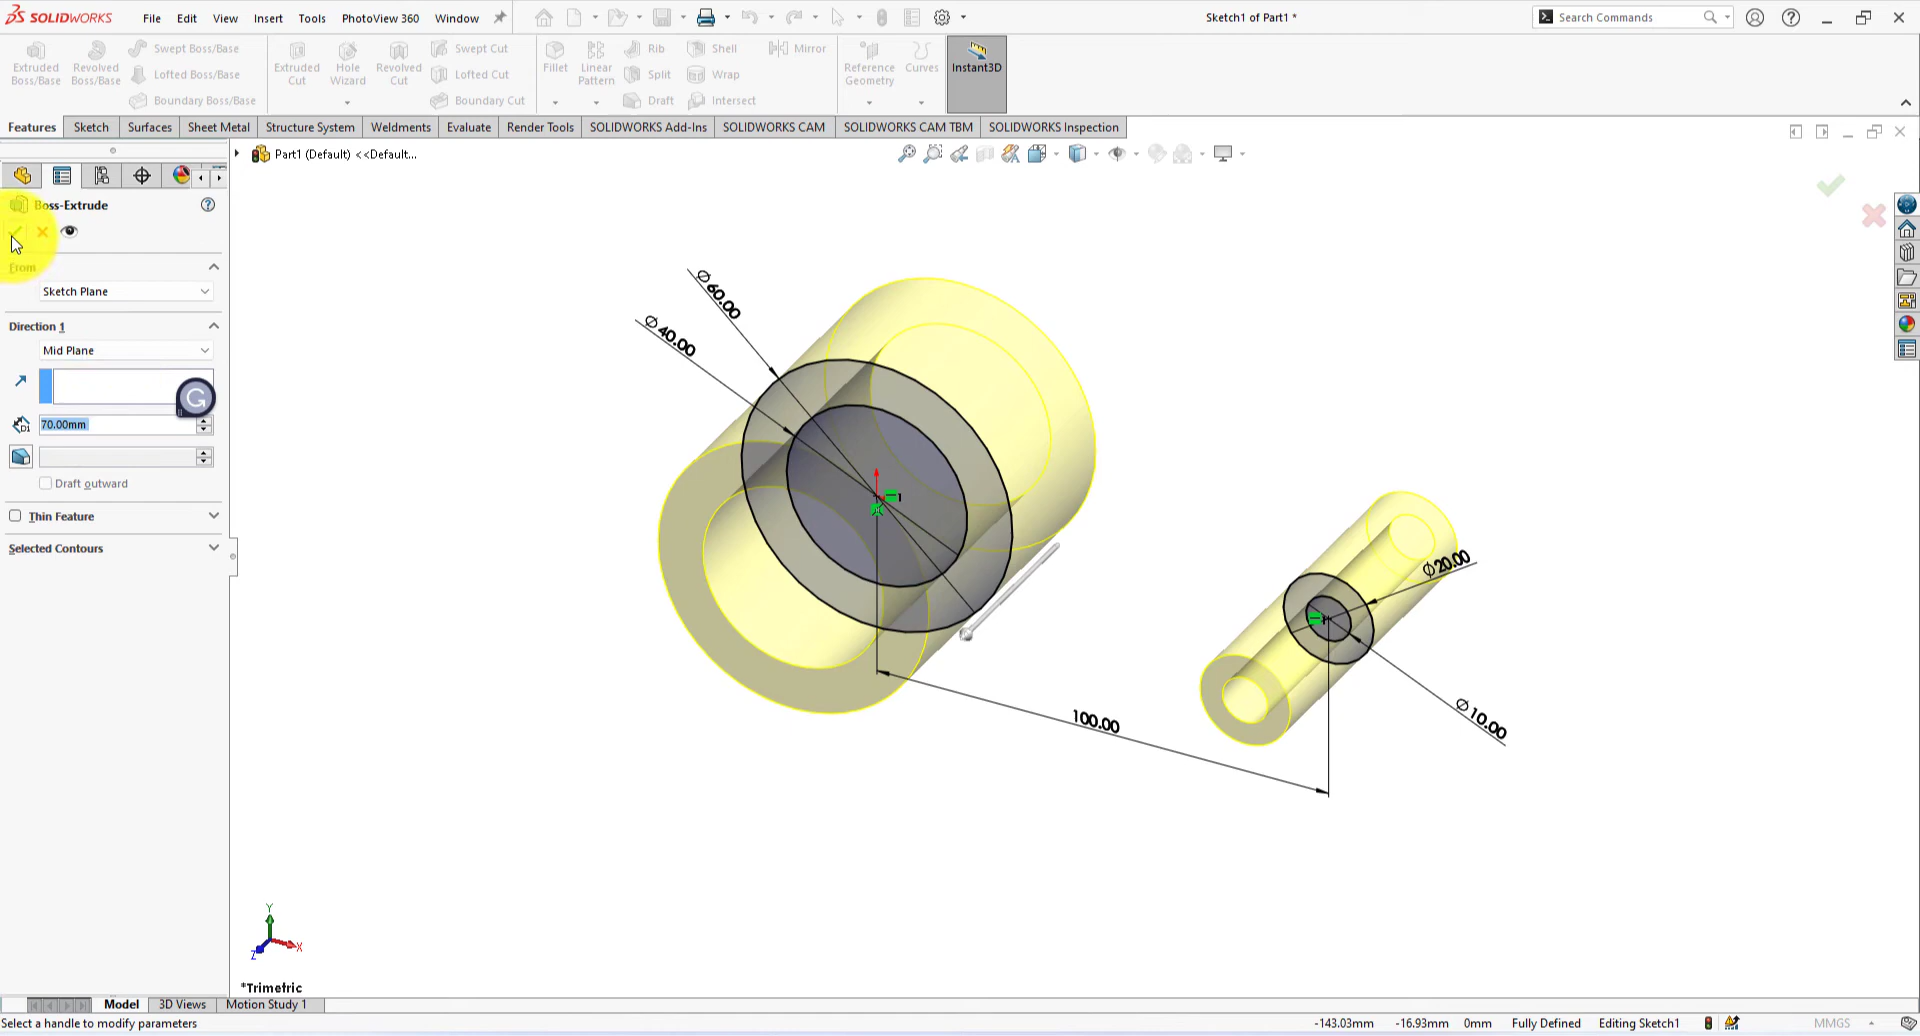 SOLIDWORKS File Edit View Insert Tools PhotoView 360 Window Sketch1 of Part1 * Search Commands
Extruded Boss/Base
Revolved Boss/Base
Swept Boss/Base
Lofted Boss/Base
Boundary Boss/Base
Extruded Cut
Hole Wizard
Revolved Cut
Swept Cut
Lofted Cut
Boundary Cut
Fillet
Linear Pattern
Rib
Split
Draft
Shell
Wrap
Intersect
Mirror
Reference Geometry
Curves
Instant3D
Features Sketch Surfaces Sheet Metal Structure System Weldments Evaluate Render Tools SOLIDWORKS Add-Ins SOLIDWORKS CAM SOLIDWORKS CAM TBM SOLIDWORKS Inspection
Part1 (Default) <<Default...
Boss-Extrude
From
Sketch Plane
Direction 1
Mid Plane
D1
70.00mm
Draft outward
Thin Feature
Selected Contours
Ø60.00
Ø40.00
1
Ø20.00
Ø10.00
100.00
Y
X
Z
*Trimetric
Model 3D Views Motion Study 1
Select a handle to modify parameters -143.03mm -16.93mm 0mm Fully Defined Editing Sketch1 MMGS